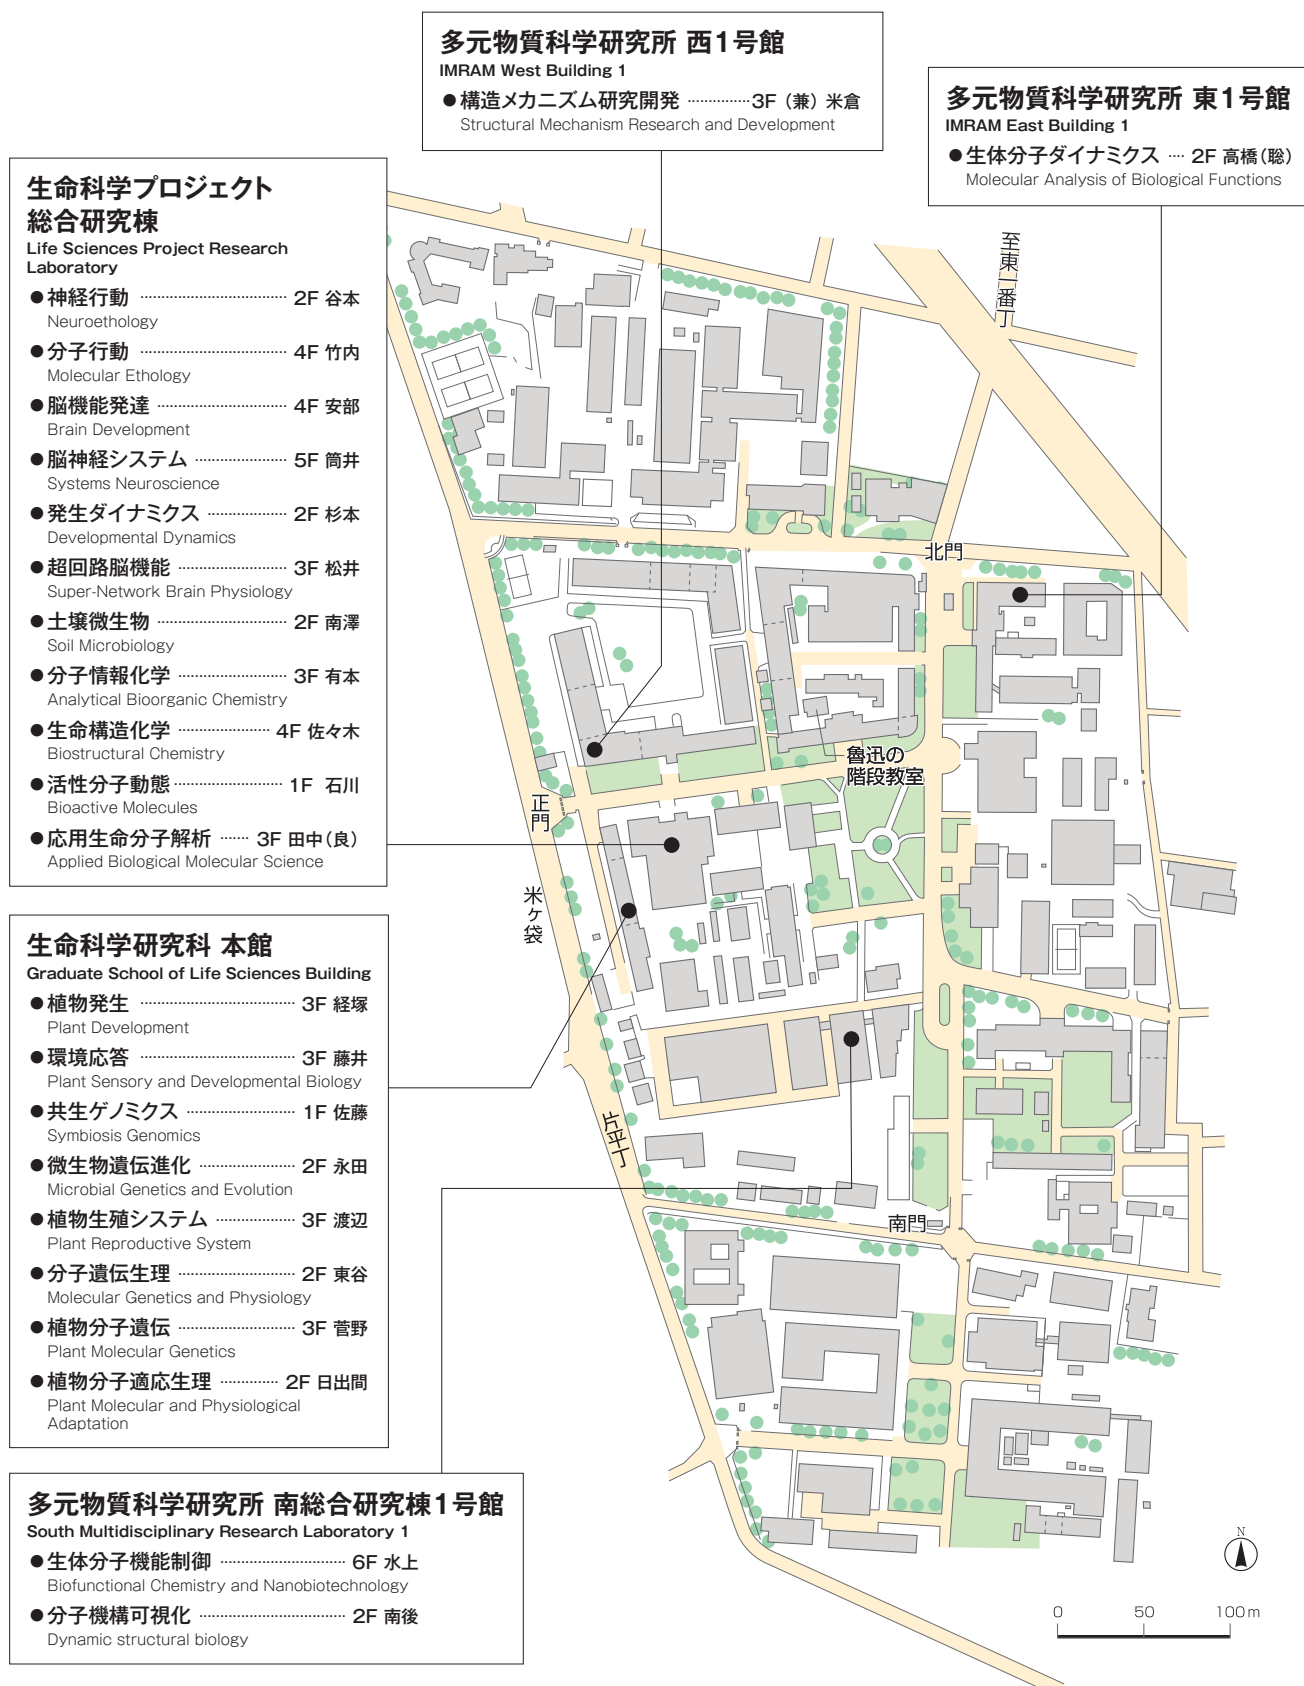 多元物質科学研究所 西1号館
IMRAM West Building 1
●構造メカニズム研究開発 ･･････････････3F（兼）米倉
Structural Mechanism Research and Development
多元物質科学研究所 東1号館
IMRAM East Building 1
●生体分子ダイナミクス ････ 2F 高橋（聡）
Molecular Analysis of Biological Functions
生命科学プロジェクト
総合研究棟
Life Sciences Project Research
Laboratory
●神経行動 ････････････････････････････････ 2F 谷本
Neuroethology
●分子行動 ････････････････････････････････ 4F 竹内
Molecular Ethology
●脳機能発達 ････････････････････････････ 4F 安部
Brain Development
●脳神経システム ････････････････････ 5F 筒井
Systems Neuroscience
●発生ダイナミクス ･････････････････ 2F 杉本
Developmental Dynamics
●超回路脳機能 ････････････････････････ 3F 松井
Super-Network Brain Physiology
●土壌微生物 ････････････････････････････ 2F 南澤
Soil Microbiology
●分子情報化学 ････････････････････････ 3F 有本
Analytical Bioorganic Chemistry
●生命構造化学 ････････････････････ 4F 佐々木
Biostructural Chemistry
●活性分子動態 ････････････････････････ 1F 石川
Bioactive Molecules
●応用生命分子解析 ･･････ 3F 田中（良）
Applied Biological Molecular Science
生命科学研究科 本館
Graduate School of Life Sciences Building
●植物発生 ･･････････････････････････････････ 3F 経塚
Plant Development
●環境応答 ･･････････････････････････････････ 3F 藤井
Plant Sensory and Developmental Biology
●共生ゲノミクス ････････････････････････ 1F 佐藤
Symbiosis Genomics
●微生物遺伝進化 ･････････････････････ 2F 永田
Microbial Genetics and Evolution
●植物生殖システム ･････････････････ 3F 渡辺
Plant Reproductive System
●分子遺伝生理 ･････････････････････････ 2F 東谷
Molecular Genetics and Physiology
●植物分子遺伝 ･････････････････････････ 3F 菅野
Plant Molecular Genetics
●植物分子適応生理 ････････････ 2F 日出間
Plant Molecular and Physiological
Adaptation
多元物質科学研究所 南総合研究棟1号館
South Multidisciplinary Research Laboratory 1
●生体分子機能制御 ･･･････････････････････････ 6F 水上
Biofunctional Chemistry and Nanobiotechnology
●分子機構可視化 ･･･････････････････････････････ 2F 南後
Dynamic structural biology
至東二番丁
北門
魯迅の
階段教室
正門
米ヶ袋
片平丁
南門
N
0 50 100m